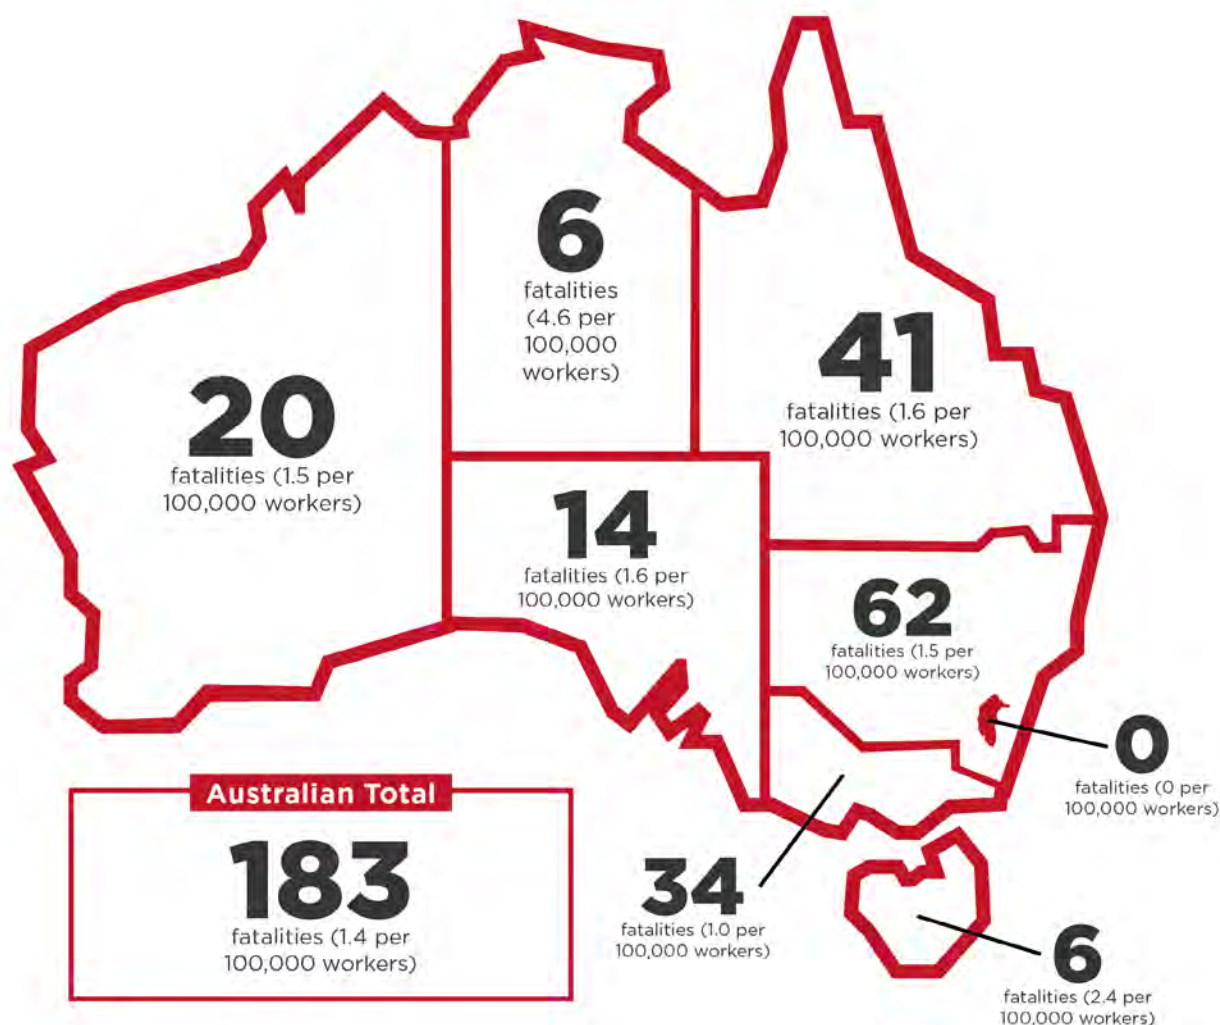 6
fatalities
(4.6 per
100,000
workers)
41
fatalities (1.6 per
100,000 workers)
20
fatalities (1.5 per
100,000 workers)
14
fatalities (1.6 per
100,000 workers)
62
fatalities (1.5 per
100,000 workers)
0
fatalities (0 per
100,000 workers)
Australian Total
183
fatalities (1.4 per
100,000 workers)
34
fatalities (1.0 per
100,000 workers)
6
fatalities (2.4 per
100,000 workers)